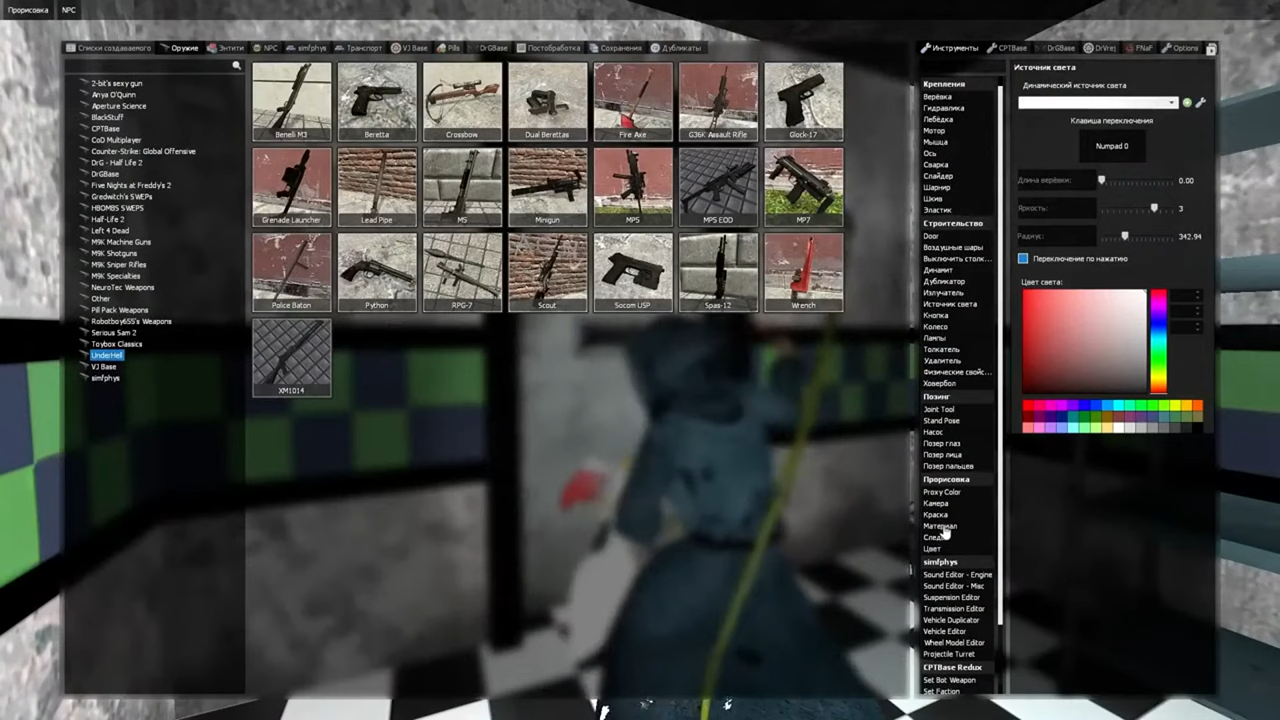 Прорисовка NPC
Списки создаваемого Оружие Энтити NPC simfphys Транспорт VJ Base Pills DrGBase Постобработка Сохранения Дубликаты
2-bit's sexy gun
Anya O'Quinn
Aperture Science
BlackStuff
CPTBase
CoD Multiplayer
Counter-Strike: Global Offensive
DrG - Half Life 2
DrGBase
Five Nights at Freddy's 2
Gredwitch's SWEPs
HBOMBS SWEPS
Half-Life 2
Left 4 Dead
M9K Machine Guns
M9K Shotguns
M9K Sniper Rifles
M9K Specialties
NeuroTec Weapons
Other
Pill Pack Weapons
Roboboy655's Weapons
Serious Sam 2
Toybox Classics
UnderHell
VJ Base
simfphys
Benelli M3 Beretta Crossbow Dual Berettas Fire Axe G36K Assault Rifle Glock-17
Grenade Launcher Lead Pipe M5 Minigun MP5 MP5 EOD MP7
Police Baton Python RPG-7 Scout Socom USP Spas-12 Wrench
XM1014
Инструменты CPTBase DrGBase FNaF Options
Крепления
Верёвка
Гидравлика
Лебёдка
Мотор
Мышца
Ось
Сварка
Слайдер
Шарнир
Шкив
Эластик
Строительство
Door
Воздушные шары
Выключить столк...
Динамит
Дубликатор
Излучатель
Источник света
Кнопка
Колесо
Лампы
Толкатель
Удалитель
Физические свойс...
Ховербол
Позинг
Joint Tool
Stand Pose
Насос
Позер глаз
Позер лица
Позер пальцев
Прорисовка
Proxy Color
Камера
Краска
Материал
Цвет
simfphys
Sound Editor - Engine
Sound Editor - Misc
Suspension Editor
Transmission Editor
Vehicle Duplicator
Vehicle Editor
Wheel Model Editor
Projectile Turret
CPTBase Redux
Set Bot Weapon
Set Faction
Источник света
Динамический источник света
Клавиша переключения
Numpad 0
Длина верёвки: 0.00
Яркость: 3
Радиус: 342.94
Переключение по нажатию
Цвет света: